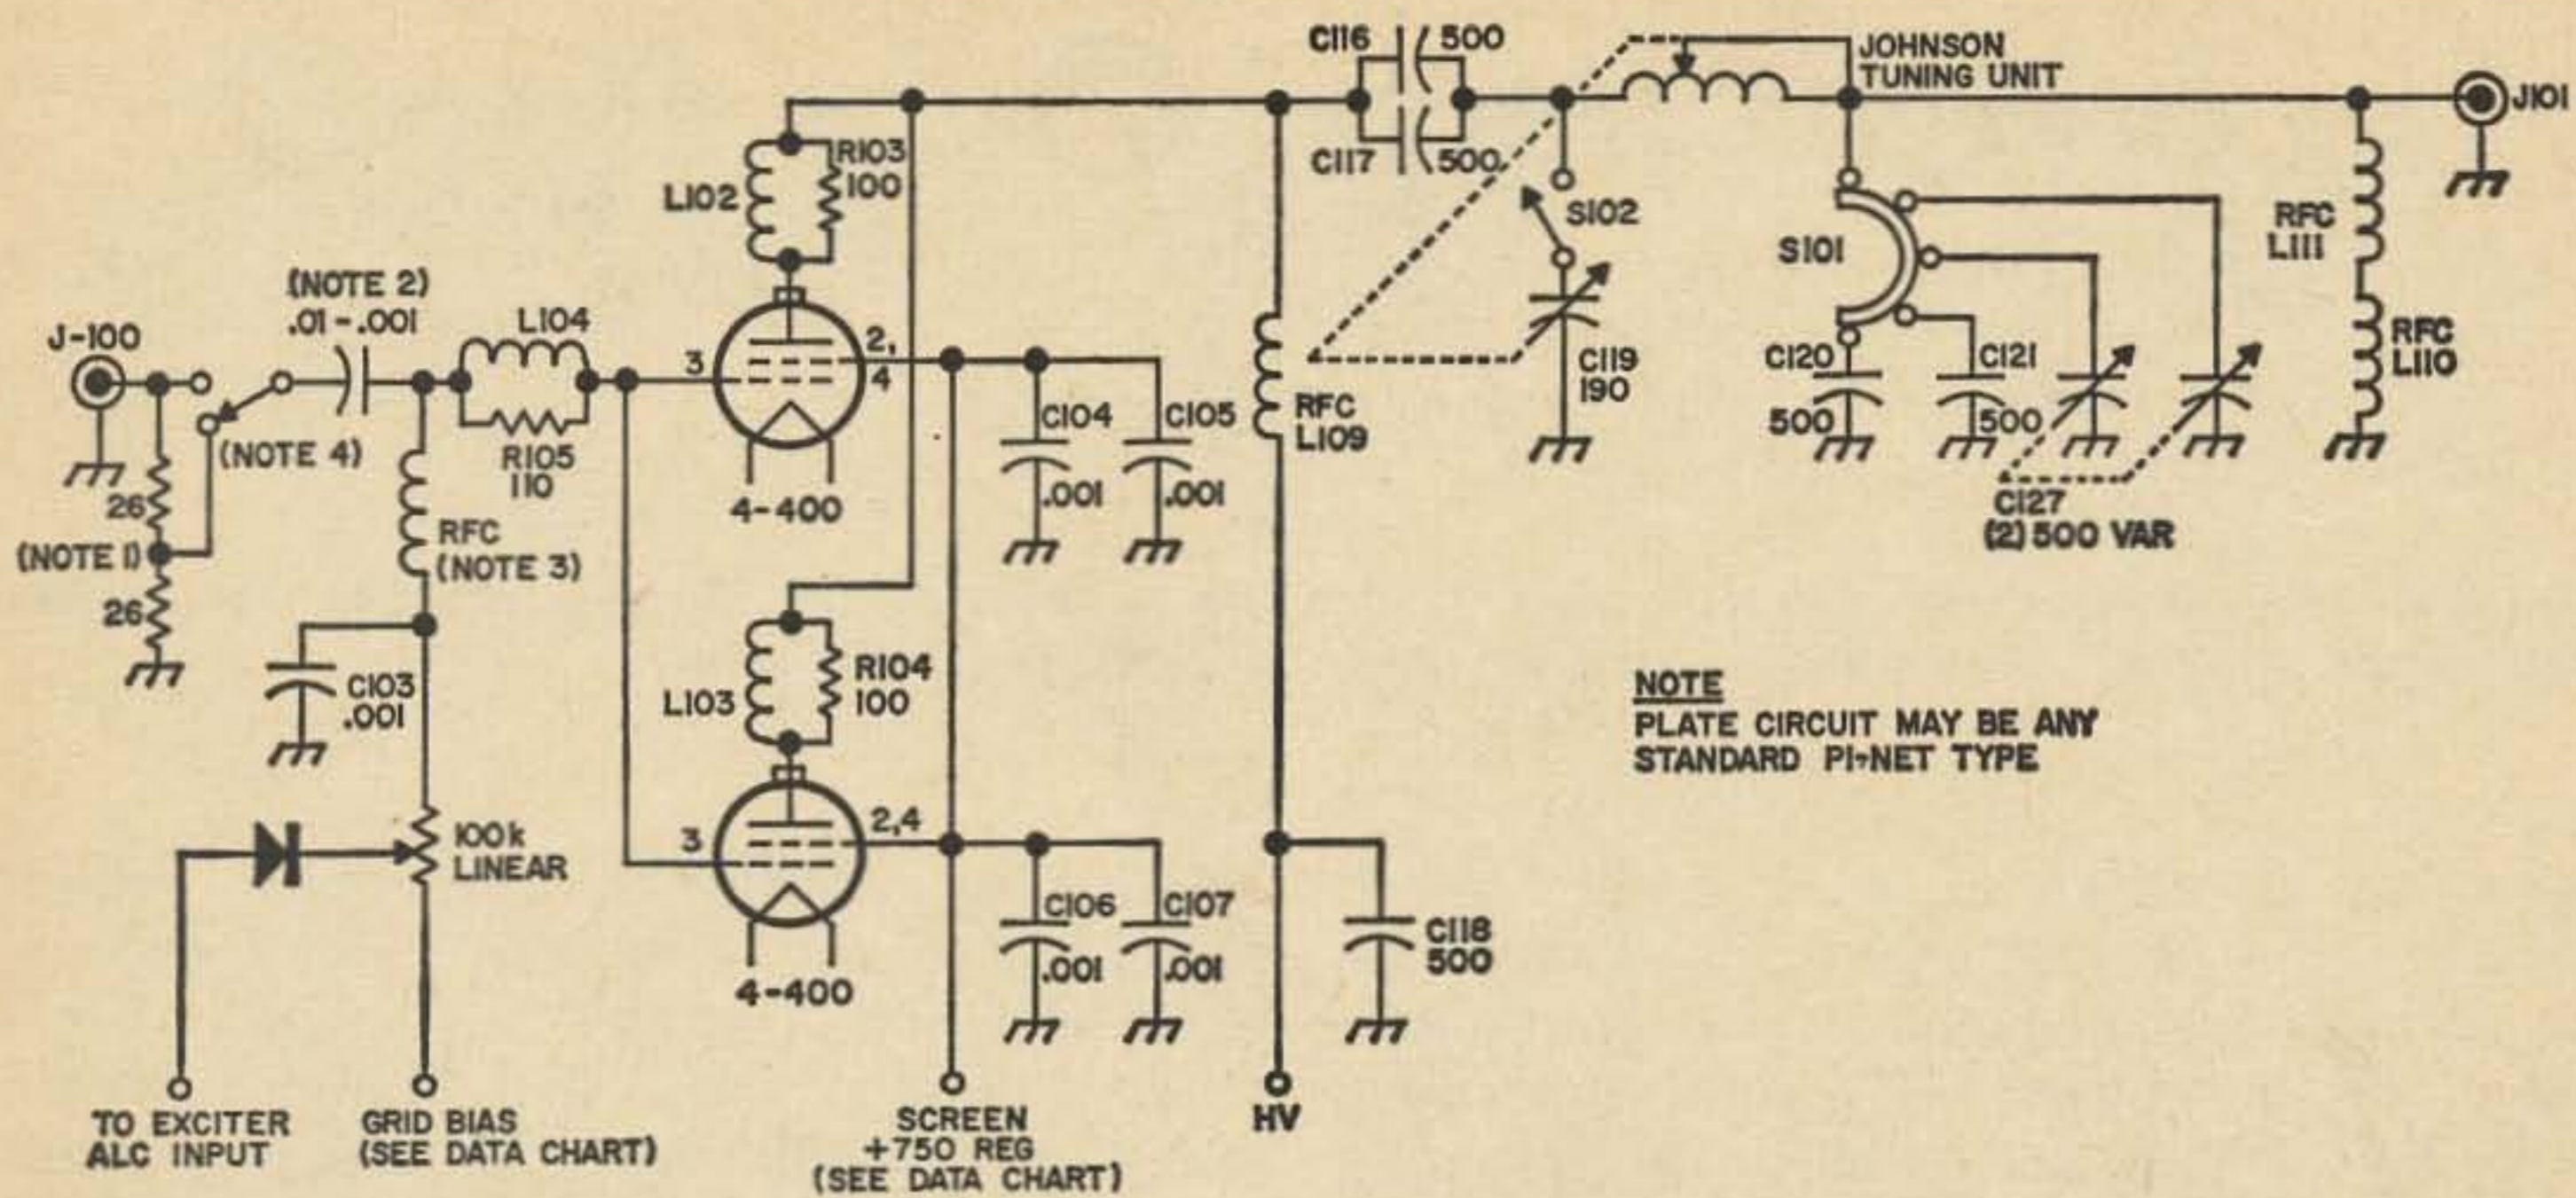 C116
500
JOHNSON
TUNING UNIT
J101
C117
500
R103
100
L102
S102
S101
RFC
L111
(NOTE 2)
.01-.001
L104
J-100
3
2,
4
C119
190
C120
C121
RFC
L110
(NOTE 4)
R105
110
C104
C105
RFC
L109
500
500
26
4-400
.001
.001
C127
(2) 500 VAR
(NOTE 1)
RFC
(NOTE 3)
26
C103
.001
L103
R104
100
NOTE
PLATE CIRCUIT MAY BE ANY
STANDARD PI-NET TYPE
100k
LINEAR
3
2,4
C106
C107
C118
500
.001
.001
4-400
TO EXCITER
ALC INPUT
GRID BIAS
(SEE DATA CHART)
SCREEN
+750 REG
(SEE DATA CHART)
HV